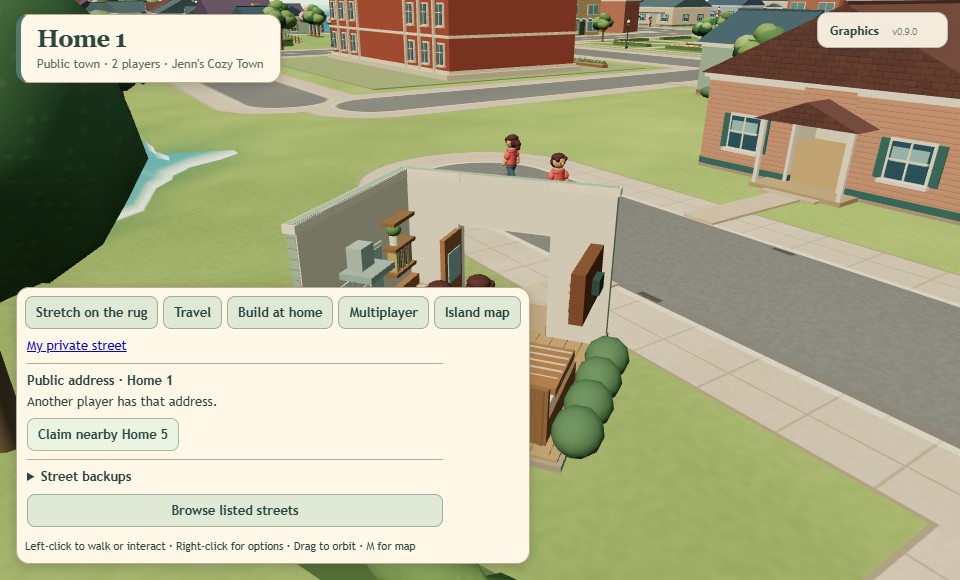 Home 1
Public town · 2 players · Jenn's Cozy Town
Graphics v0.9.0
Stretch on the rug
Travel
Build at home
Multiplayer
Island map
My private street
Public address · Home 1
Another player has that address.
Claim nearby Home 5
Street backups
Browse listed streets
Left-click to walk or interact · Right-click for options · Drag to orbit · M for map